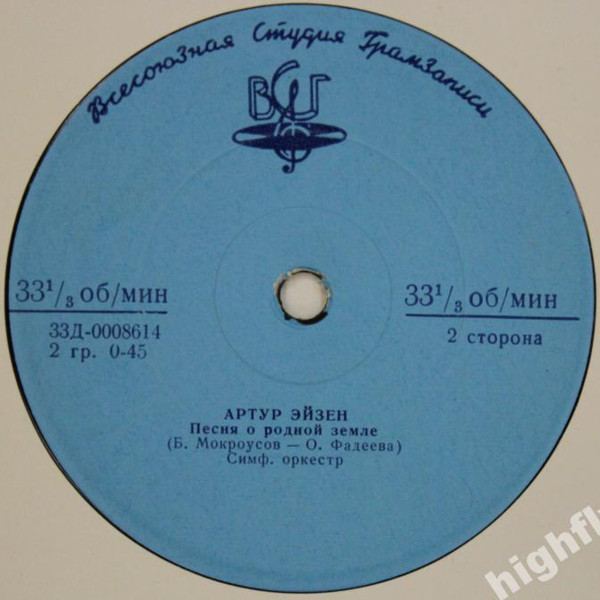 Всесоюзная Студия Грамзаписи
ВСГ
33¹/₃ об/мин
33Д-0008614
2 гр. 0-45
33¹/₃ об/мин
2 сторона
АРТУР ЭЙЗЕН
Песня о родной земле
(Б. Мокроусов — О. Фадеева)
Симф. оркестр
highfl